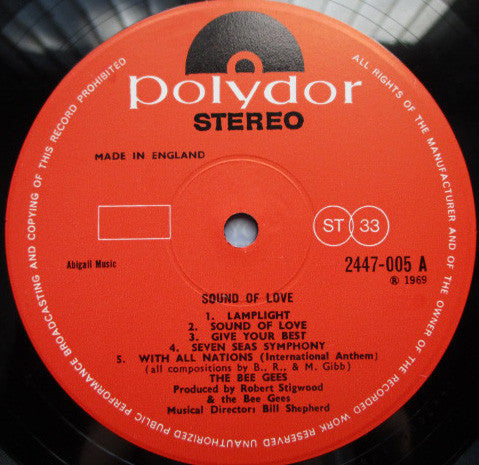 polydor
STEREO
MADE IN ENGLAND
ST 33
Abigail Music
2447-005 A
℗ 1969
SOUND OF LOVE
1. LAMPLIGHT
2. SOUND OF LOVE
3. GIVE YOUR BEST
4. SEVEN SEAS SYMPHONY
5. WITH ALL NATIONS (International Anthem)
(all compositions by B., R., & M. Gibb)
THE BEE GEES
Produced by Robert Stigwood
& the Bee Gees
Musical Director: Bill Shepherd
ALL RIGHTS OF THE MANUFACTURER AND OF THE OWNER OF THE RECORDED WORK RESERVED UNAUTHORIZED PUBLIC PERFORMANCE BROADCASTING AND COPYING OF THIS RECORD PROHIBITED